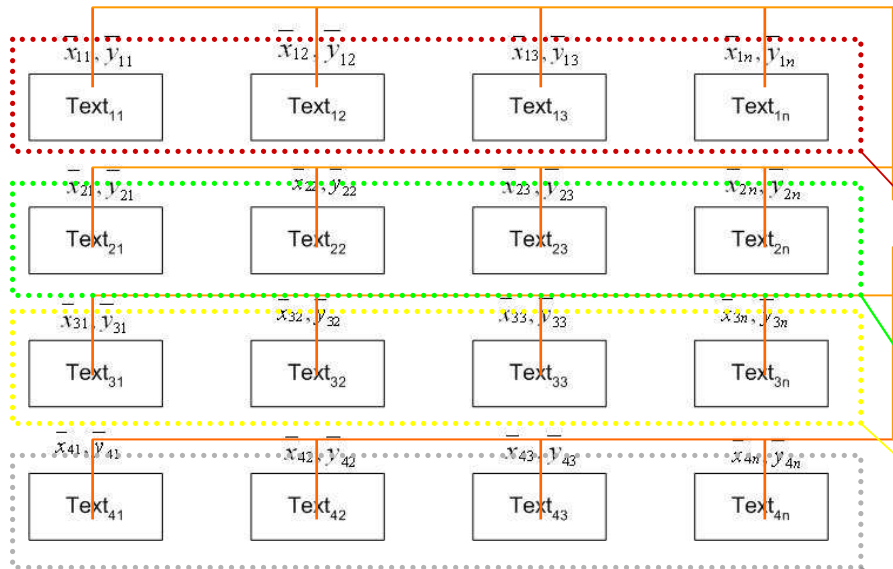 x̄₁₁, ȳ₁₁ x̄₁₂, ȳ₁₂ x̄₁₃, ȳ₁₃ x̄₁ₙ, ȳ₁ₙ
Text₁₁ Text₁₂ Text₁₃ Text₁ₙ
x̄₂₁, ȳ₂₁ x̄₂₂, ȳ₂₂ x̄₂₃, ȳ₂₃ x̄₂ₙ, ȳ₂ₙ
Text₂₁ Text₂₂ Text₂₃ Text₂ₙ
x̄₃₁, ȳ₃₁ x̄₃₂, ȳ₃₂ x̄₃₃, ȳ₃₃ x̄₃ₙ, ȳ₃ₙ
Text₃₁ Text₃₂ Text₃₃ Text₃ₙ
x̄₄₁, ȳ₄₁ x̄₄₂, ȳ₄₂ x̄₄₃, ȳ₄₃ x̄₄ₙ, ȳ₄ₙ
Text₄₁ Text₄₂ Text₄₃ Text₄ₙ